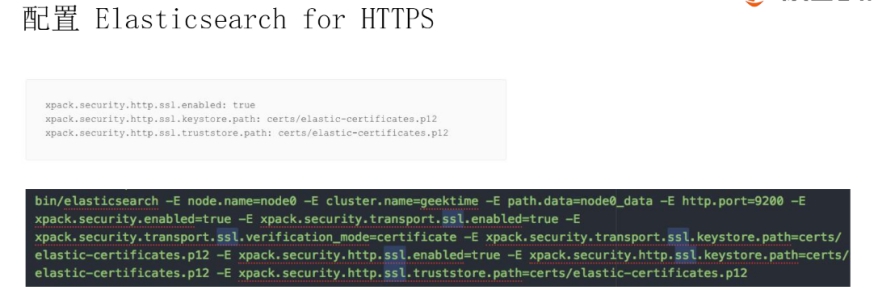 配置 Elasticsearch for HTTPS
xpack.security.http.ssl.enabled: true
xpack.security.http.ssl.keystore.path: certs/elastic-certificates.p12
xpack.security.http.ssl.truststore.path: certs/elastic-certificates.p12
bin/elasticsearch -E node.name=node0 -E cluster.name=geektime -E path.data=node0_data -E http.port=9200 -E
xpack.security.enabled=true -E xpack.security.transport.ssl.enabled=true -E
xpack.security.transport.ssl.verification_mode=certificate -E xpack.security.transport.ssl.keystore.path=certs/
elastic-certificates.p12 -E xpack.security.http.ssl.enabled=true -E xpack.security.http.ssl.keystore.path=certs/
elastic-certificates.p12 -E xpack.security.http.ssl.truststore.path=certs/elastic-certificates.p12